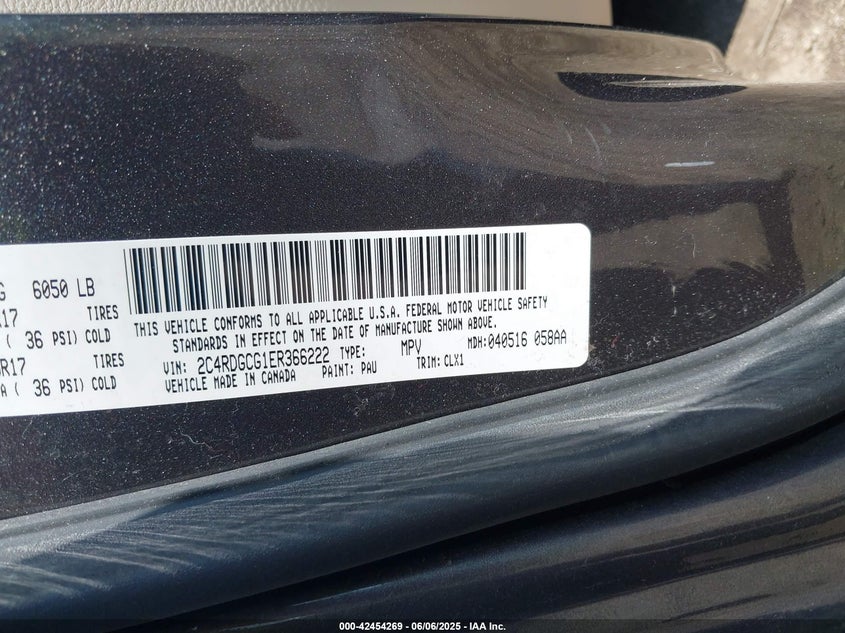 G 6050 LB
R17 TIRES
( 36 PSI) COLD
R17 TIRES
A ( 36 PSI) COLD
THIS VEHICLE CONFORMS TO ALL APPLICABLE U.S.A. FEDERAL MOTOR VEHICLE SAFETY
STANDARDS IN EFFECT ON THE DATE OF MANUFACTURE SHOWN ABOVE.
VIN: 2C4RDGCG1ER366222 TYPE: MPV MDH: 040516 058AA
VEHICLE MADE IN CANADA PAINT: PAU TRIM: CLX1
000-42454269 - 06/06/2025 - IAA Inc.